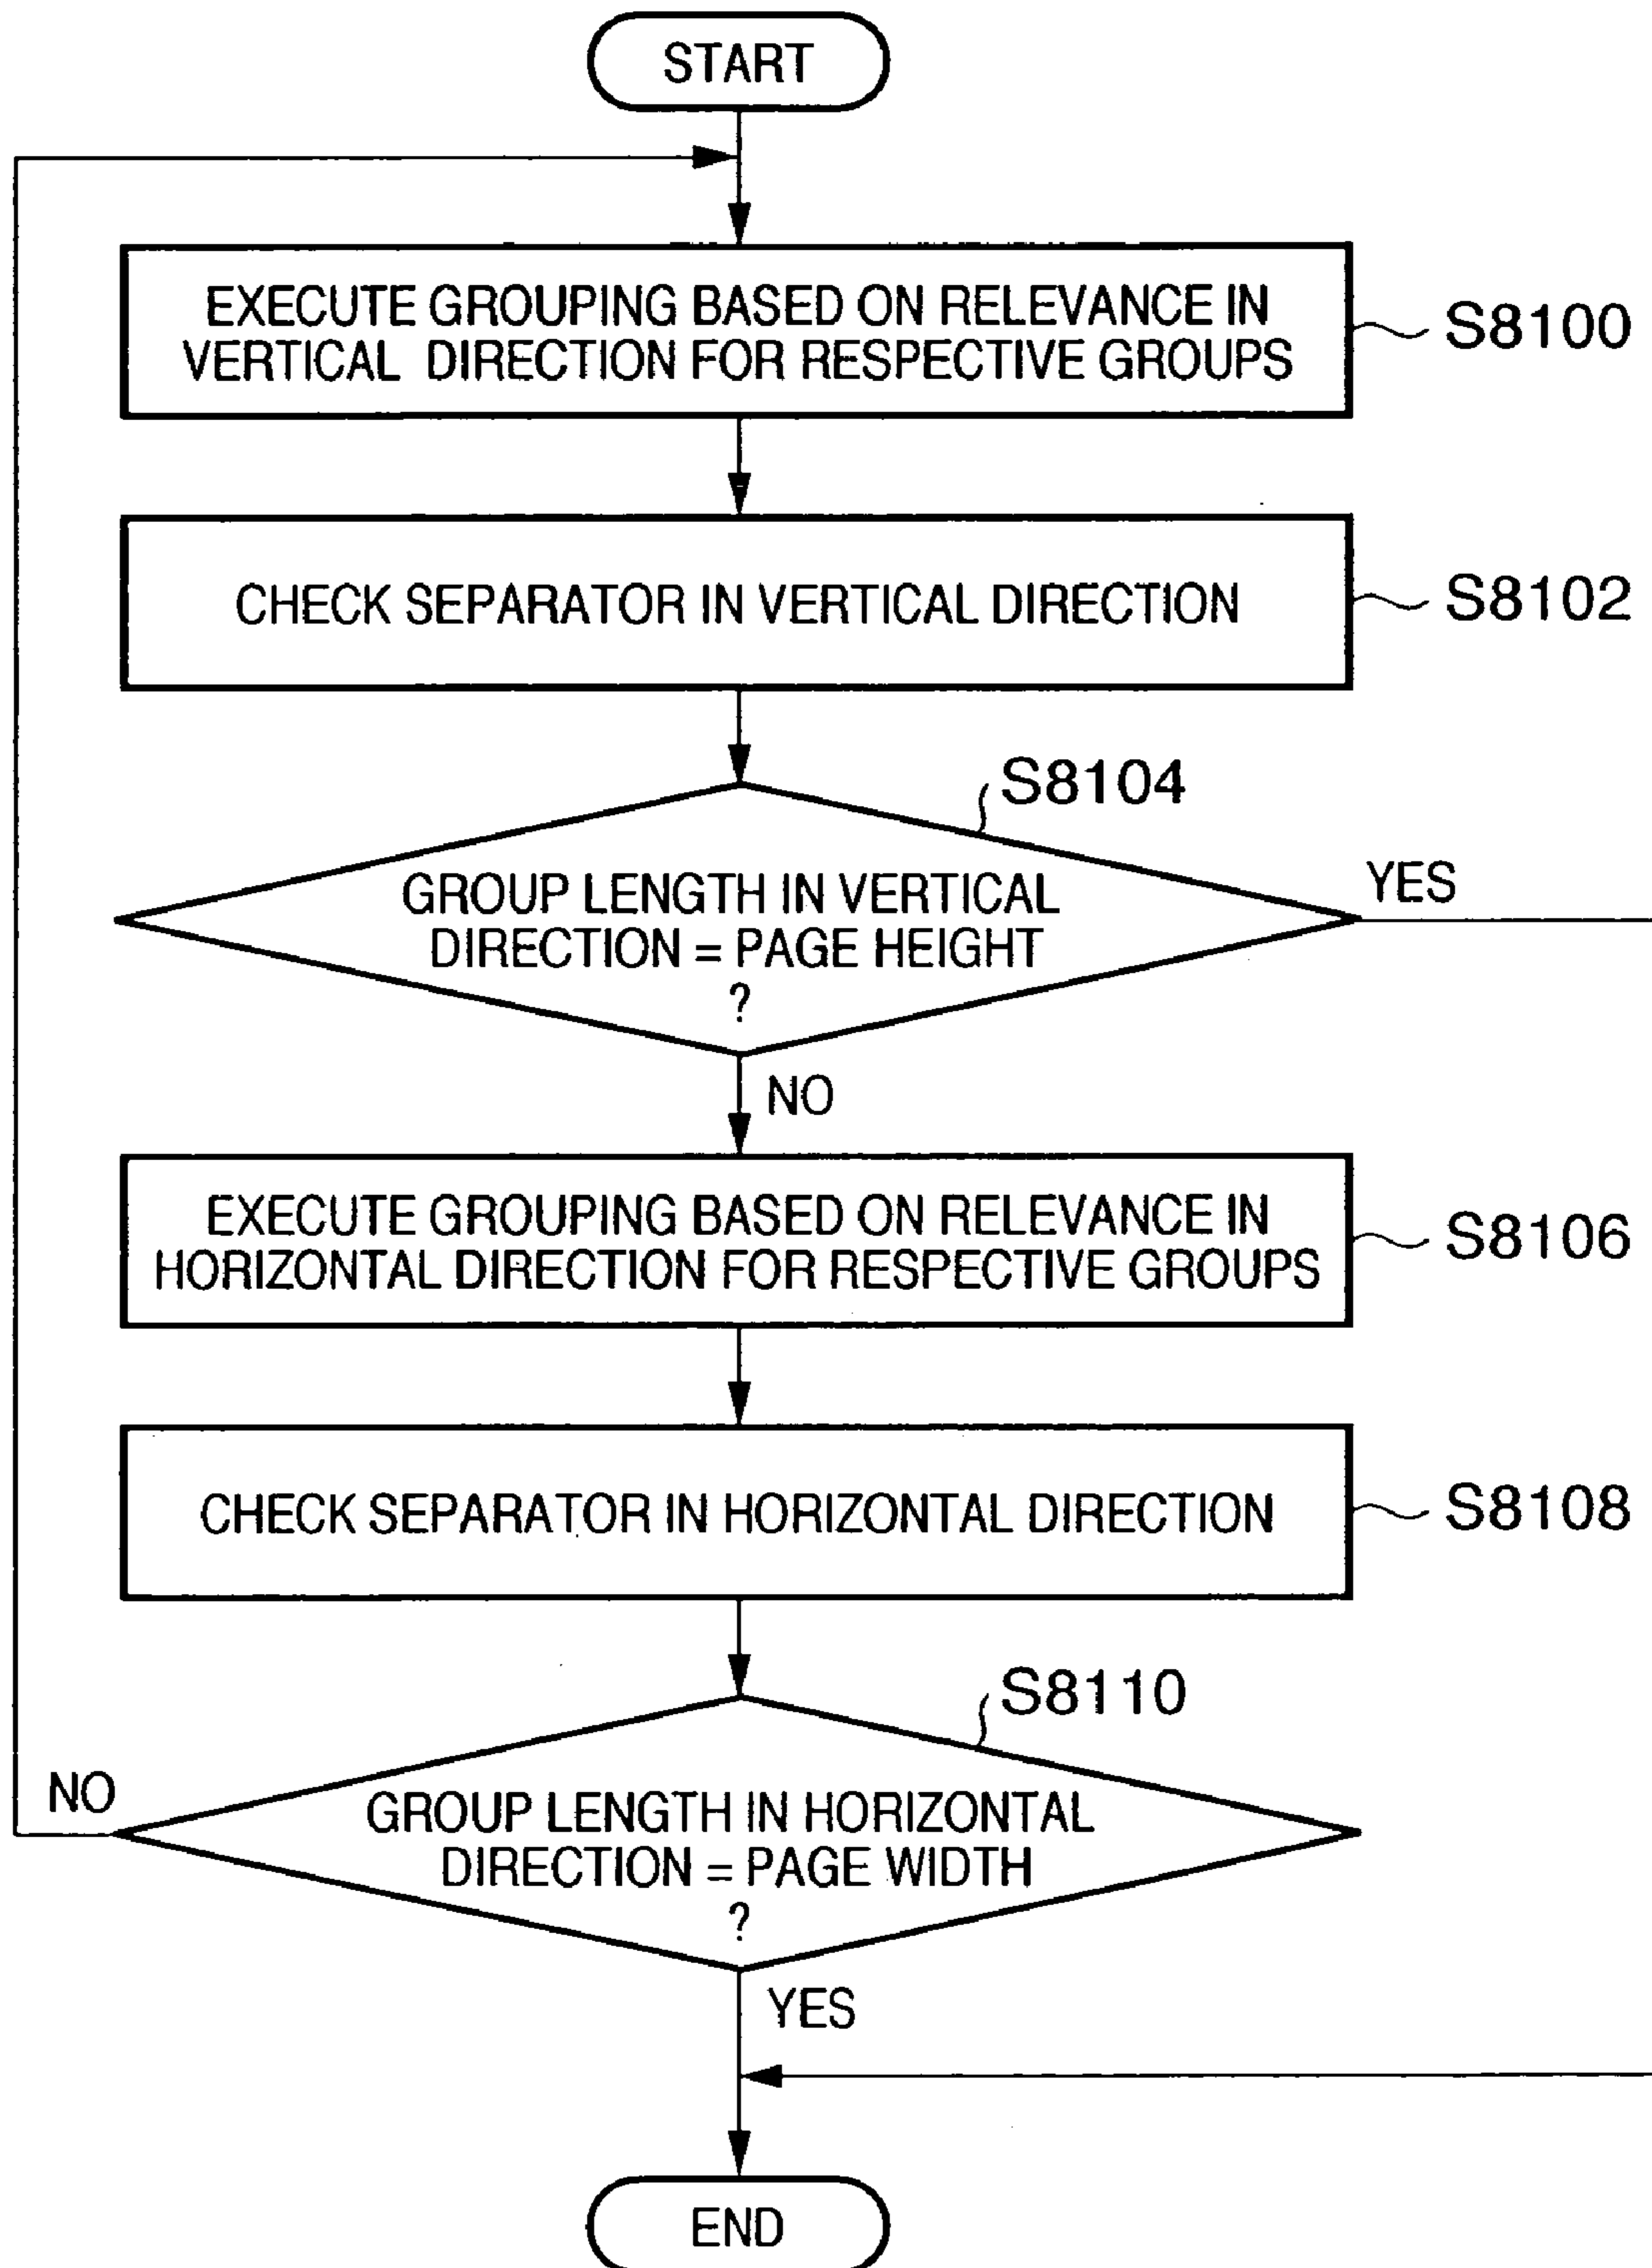 START
EXECUTE GROUPING BASED ON RELEVANCE IN
VERTICAL DIRECTION FOR RESPECTIVE GROUPS
S8100
CHECK SEPARATOR IN VERTICAL DIRECTION
S8102
S8104
GROUP LENGTH IN VERTICAL
DIRECTION = PAGE HEIGHT
?
YES
NO
EXECUTE GROUPING BASED ON RELEVANCE IN
HORIZONTAL DIRECTION FOR RESPECTIVE GROUPS
S8106
CHECK SEPARATOR IN HORIZONTAL DIRECTION
S8108
S8110
NO
GROUP LENGTH IN HORIZONTAL
DIRECTION = PAGE WIDTH
?
YES
END